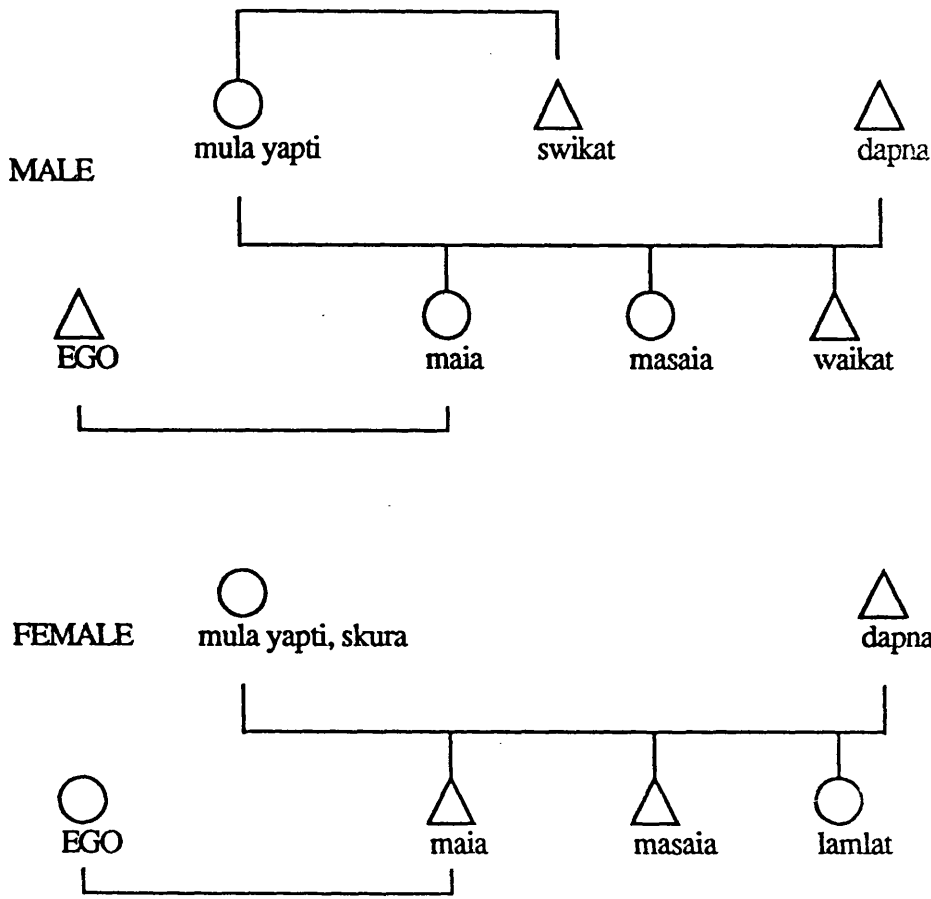 mula yapti swikat dapna
MALE
EGO maia masaia waikat
mula yapti, skura dapna
FEMALE
EGO maia masaia lamlat